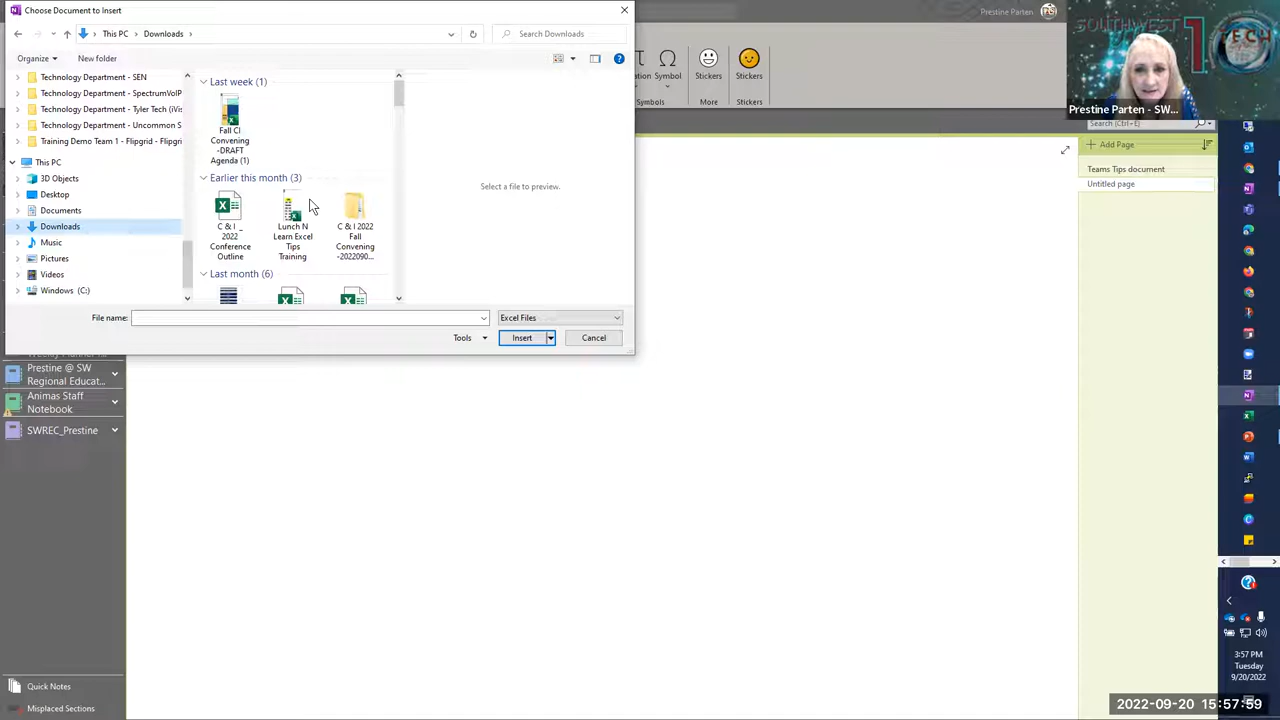 Choose Document to Insert
Prestine Parten
This PC > Downloads >
Search Downloads
Organize
New folder
Technology Department - SEN
Technology Department - SpectrumVoIP
Technology Department - Tyler Tech (iVis
Technology Department - Uncommon S
Training Demo Team 1 - Flipgrid - Flipgri
This PC
3D Objects
Desktop
Documents
Downloads
Music
Pictures
Videos
Windows (C:)
Last week (1)
Fall CI
Convening
-DRAFT
Agenda (1)
Earlier this month (3)
C & I _
2022
Conference
Outline
Lunch N
Learn Excel
Tips
Training
C & I 2022
Fall
Convening
-2022090...
Last month (6)
Select a file to preview.
File name:
Excel Files
Tools
Insert
Cancel
Symbol
Stickers
Stickers
Symbols
More
Stickers
SOUTHWEST
TECH
Prestine Parten - SW...
Search (Ctrl+E)
Add Page
Teams Tips document
Untitled page
Prestine @ SW
Regional Educat...
Animas Staff
Notebook
SWREC_Prestine
Quick Notes
Misplaced Sections
3:57 PM
Tuesday
9/20/2022
2022-09-20 15:57:59